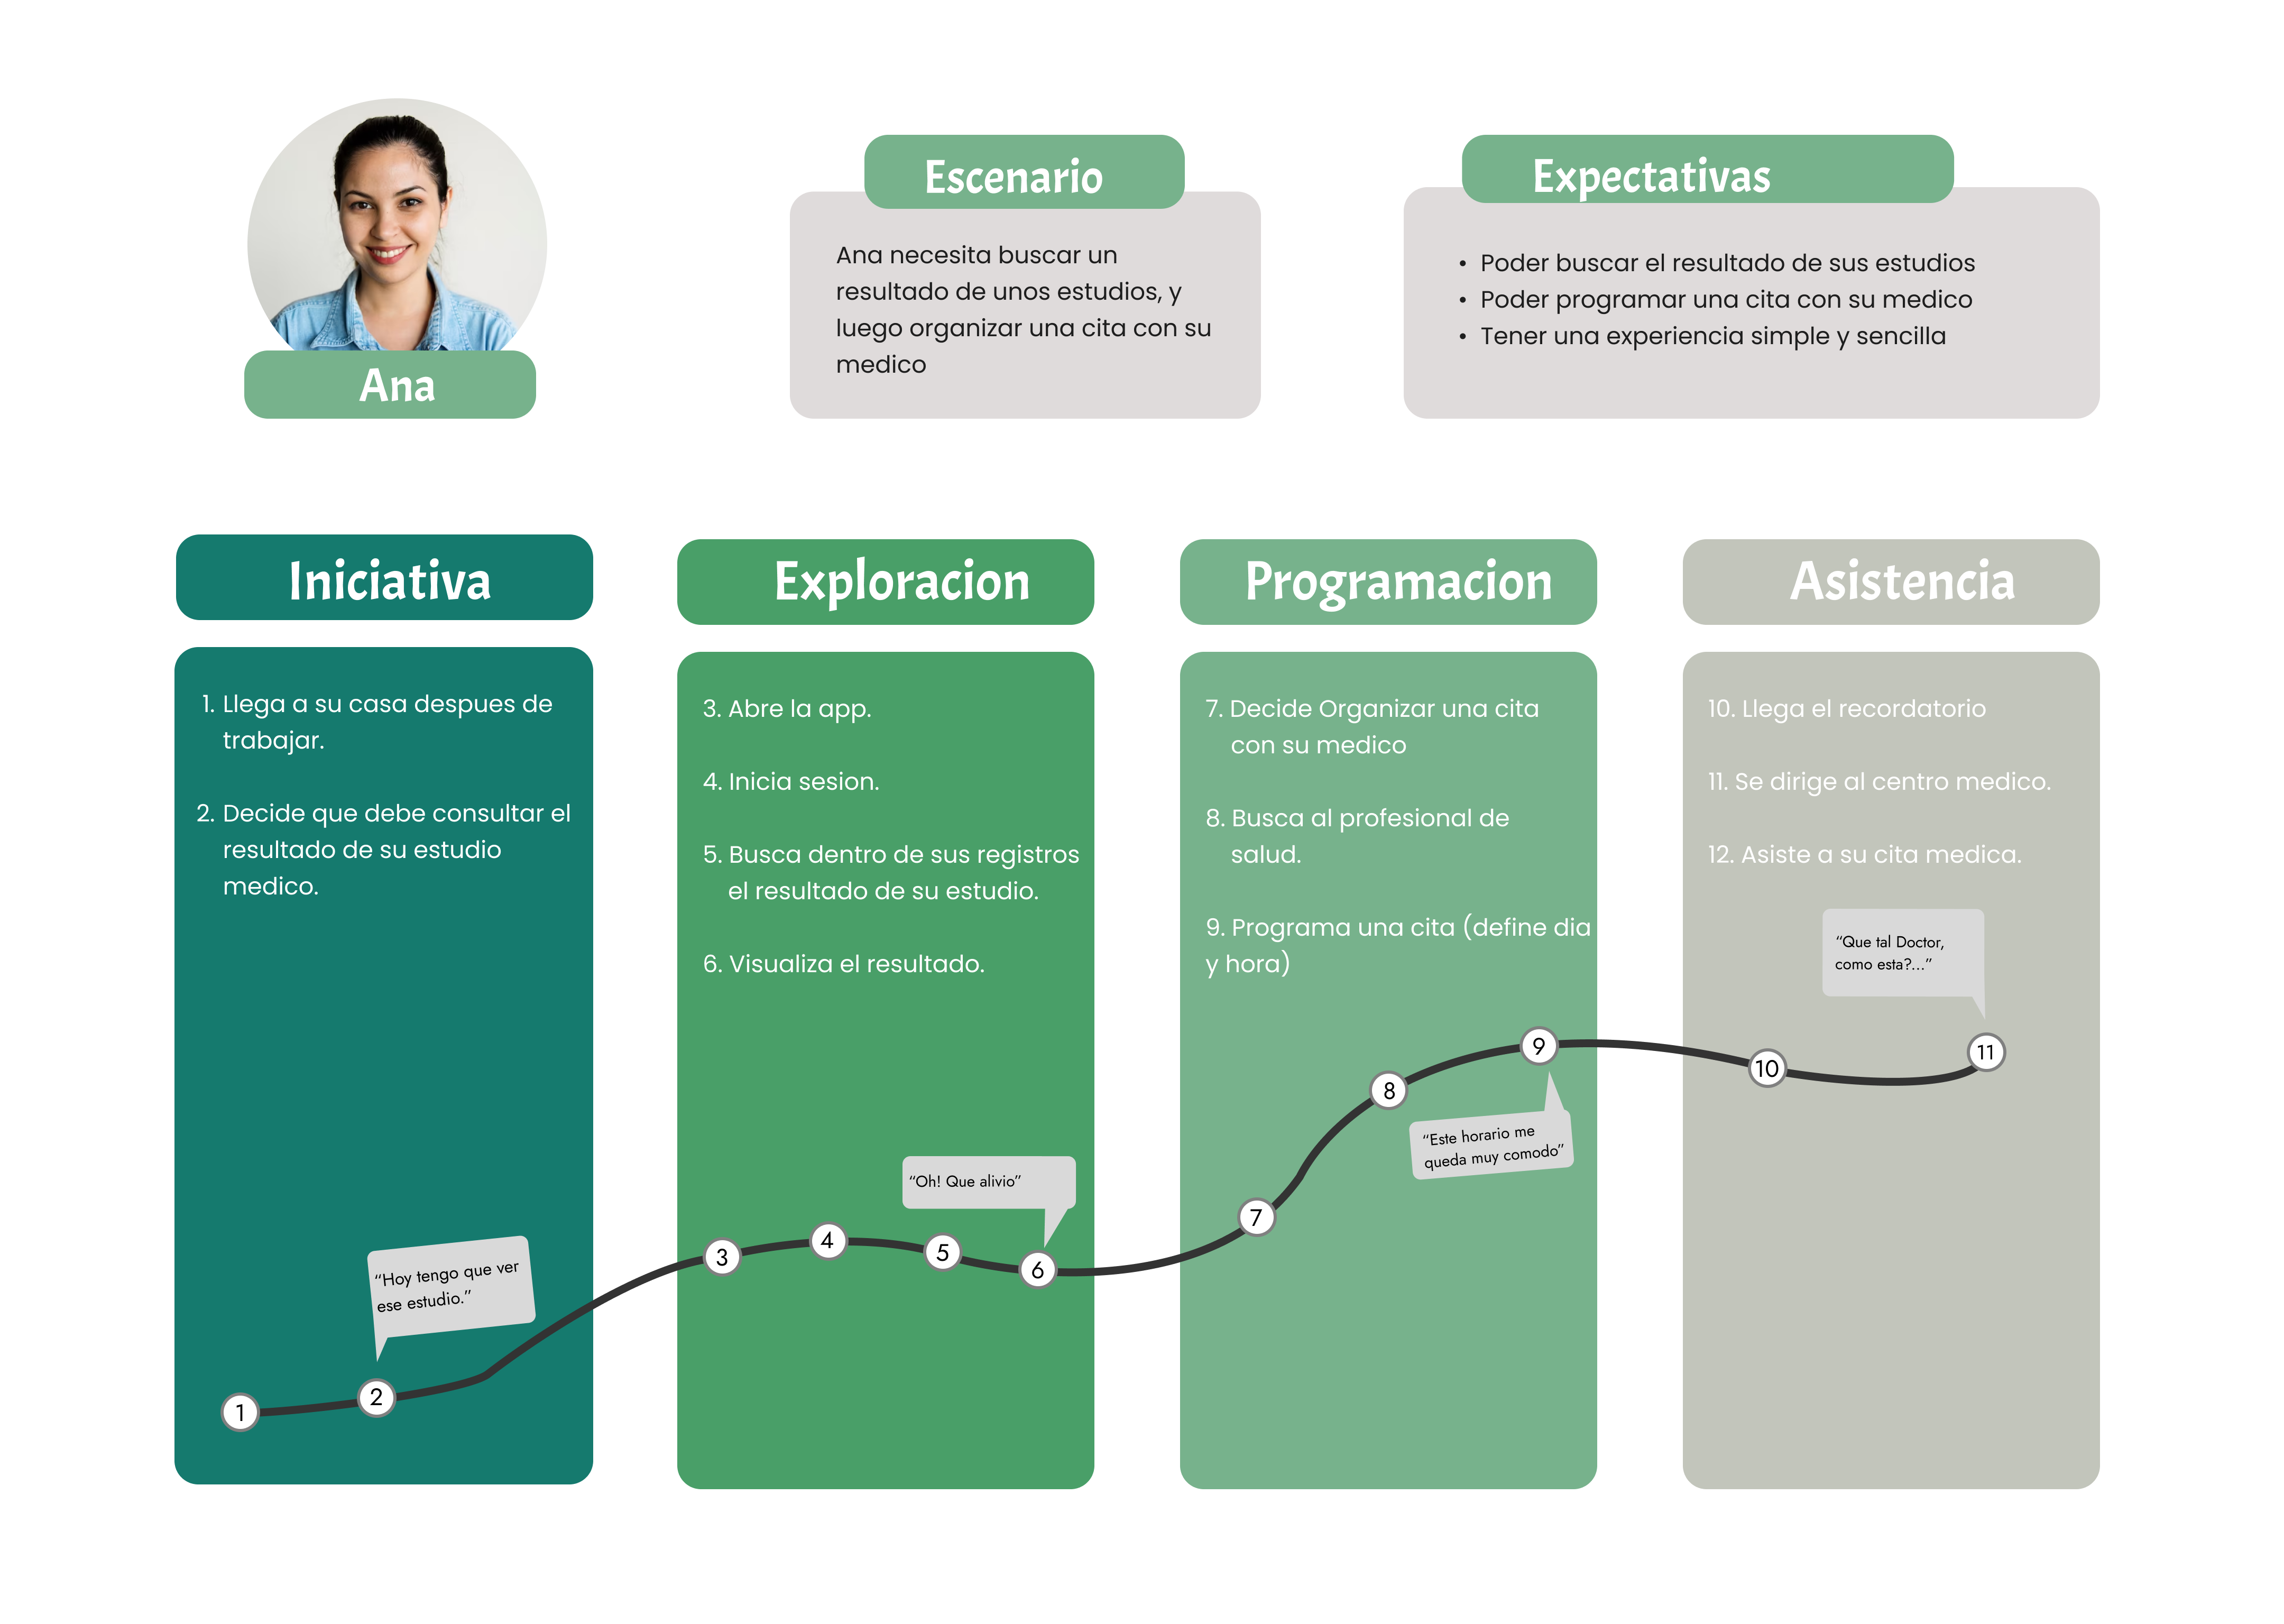 Ana
Escenario
Ana necesita buscar un
resultado de unos estudios, y
luego organizar una cita con su
medico
Expectativas
• Poder buscar el resultado de sus estudios
• Poder programar una cita con su medico
• Tener una experiencia simple y sencilla
Iniciativa
1. Llega a su casa despues de
trabajar.
2. Decide que debe consultar el
resultado de su estudio
medico.
"Hoy tengo que ver
ese estudio."
1
2
Exploracion
3. Abre la app.
4. Inicia sesion.
5. Busca dentro de sus registros
el resultado de su estudio.
6. Visualiza el resultado.
"Oh! Que alivio"
3
4
5
6
Programacion
7. Decide Organizar una cita
con su medico
8. Busca al profesional de
salud.
9. Programa una cita (define dia
y hora)
9
8
"Este horario me
queda muy comodo"
7
Asistencia
10. Llega el recordatorio
11. Se dirige al centro medico.
12. Asiste a su cita medica.
"Que tal Doctor,
como esta?..."
10
11